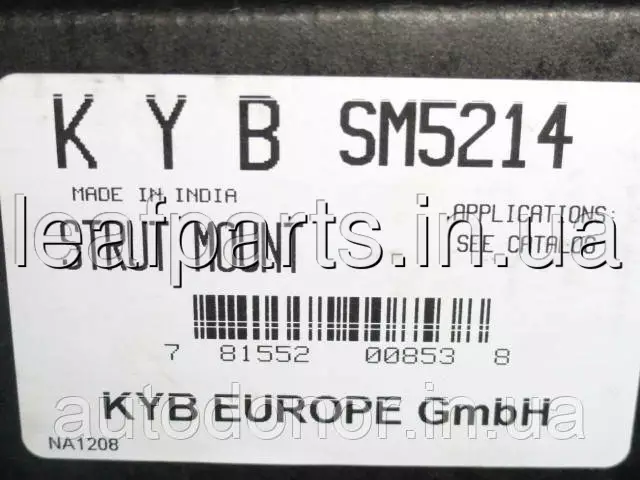 KYB SM5214
MADE IN INDIA
APPLICATIONS:
STRUT MOUNT
SEE CATALOG
leafparts.in.ua
7 81552 00853 8
KYB EUROPE GmbH
autodonor.in.ua
NA1208